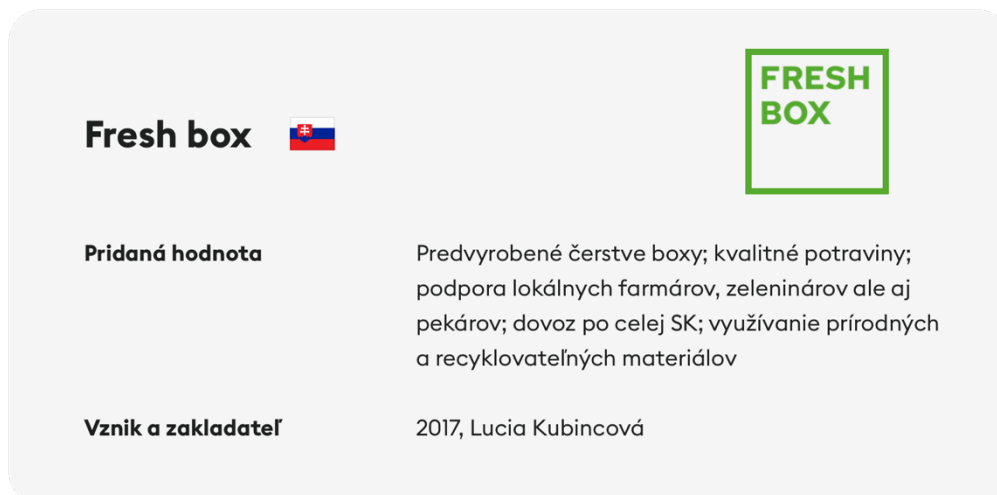 Fresh box
FRESH
BOX
Pridaná hodnota
Predvyrobené čerstve boxy; kvalitné potraviny;
podpora lokálnych farmárov, zeleninárov ale aj
pekárov; dovoz po celej SK; využívanie prírodných
a recyklovateľných materiálov
Vznik a zakladateľ
2017, Lucia Kubincová